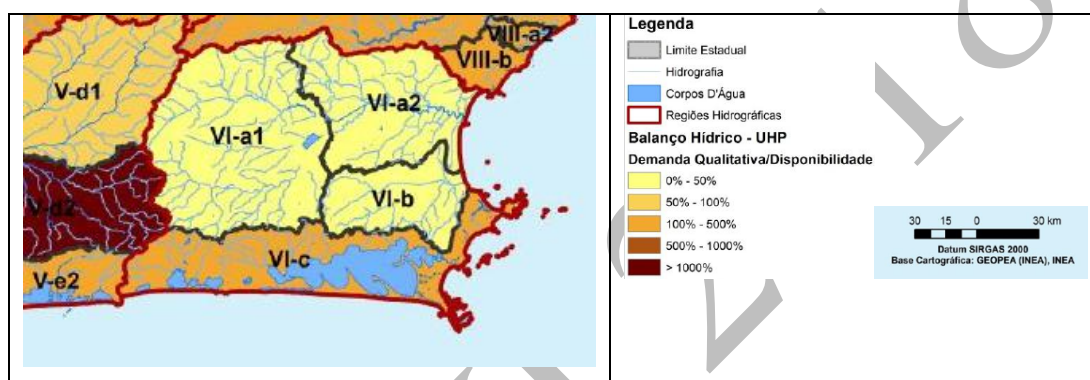 VIII-a2
VIII-b
V-d1
VI-a2
VI-a1
V-d2
VI-b
VI-c
V-e2
Legenda
Limite Estadual
Hidrografia
Corpos D'Água
Regiões Hidrográficas
Balanço Hídrico - UHP
Demanda Qualitativa/Disponibilidade
0% - 50%
50% - 100%
100% - 500%
500% - 1000%
> 1000%
30 15 0 30 km
Datum SIRGAS 2000
Base Cartográfica: GEOPEA (INEA), INEA